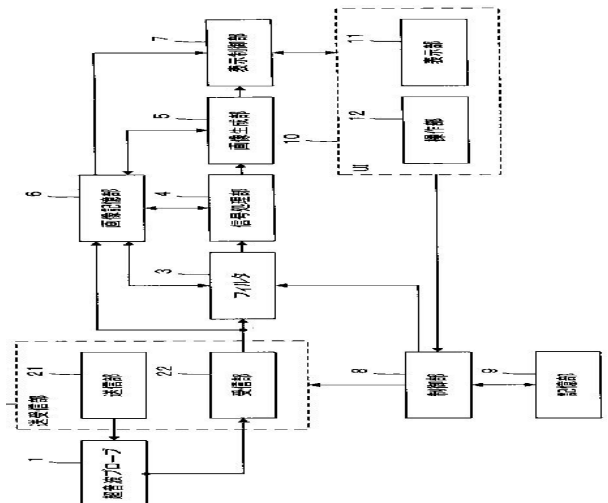 1
超音波プローブ
送受信部
21
送信部
22
受信部
3
フィルタ
6
画像記憶部
4
信号処理部
5
画像生成部
7
表示制御部
8
制御部
9
記憶部
10
UI
11
表示部
12
操作部